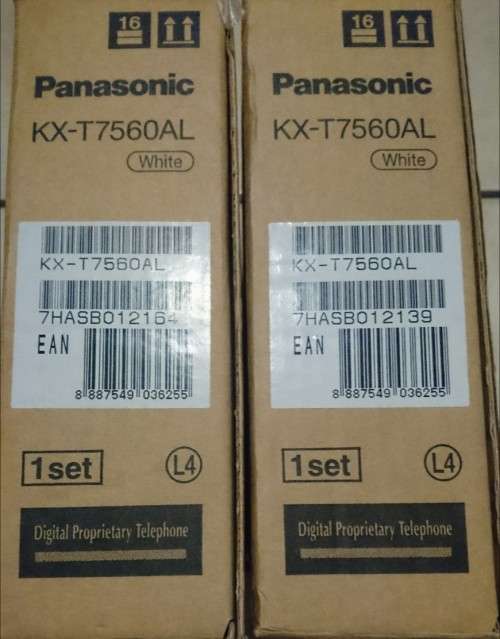 16
Panasonic
KX-T7560AL
White
KX-T7560AL
7HASB012164
EAN
8 887549 036255
1set
L4
Digital Proprietary Telephone
16
Panasonic
KX-T7560AL
White
KX-T7560AL
7HASB012139
EAN
8 887549 036255
1set
L4
Digital Proprietary Telephone